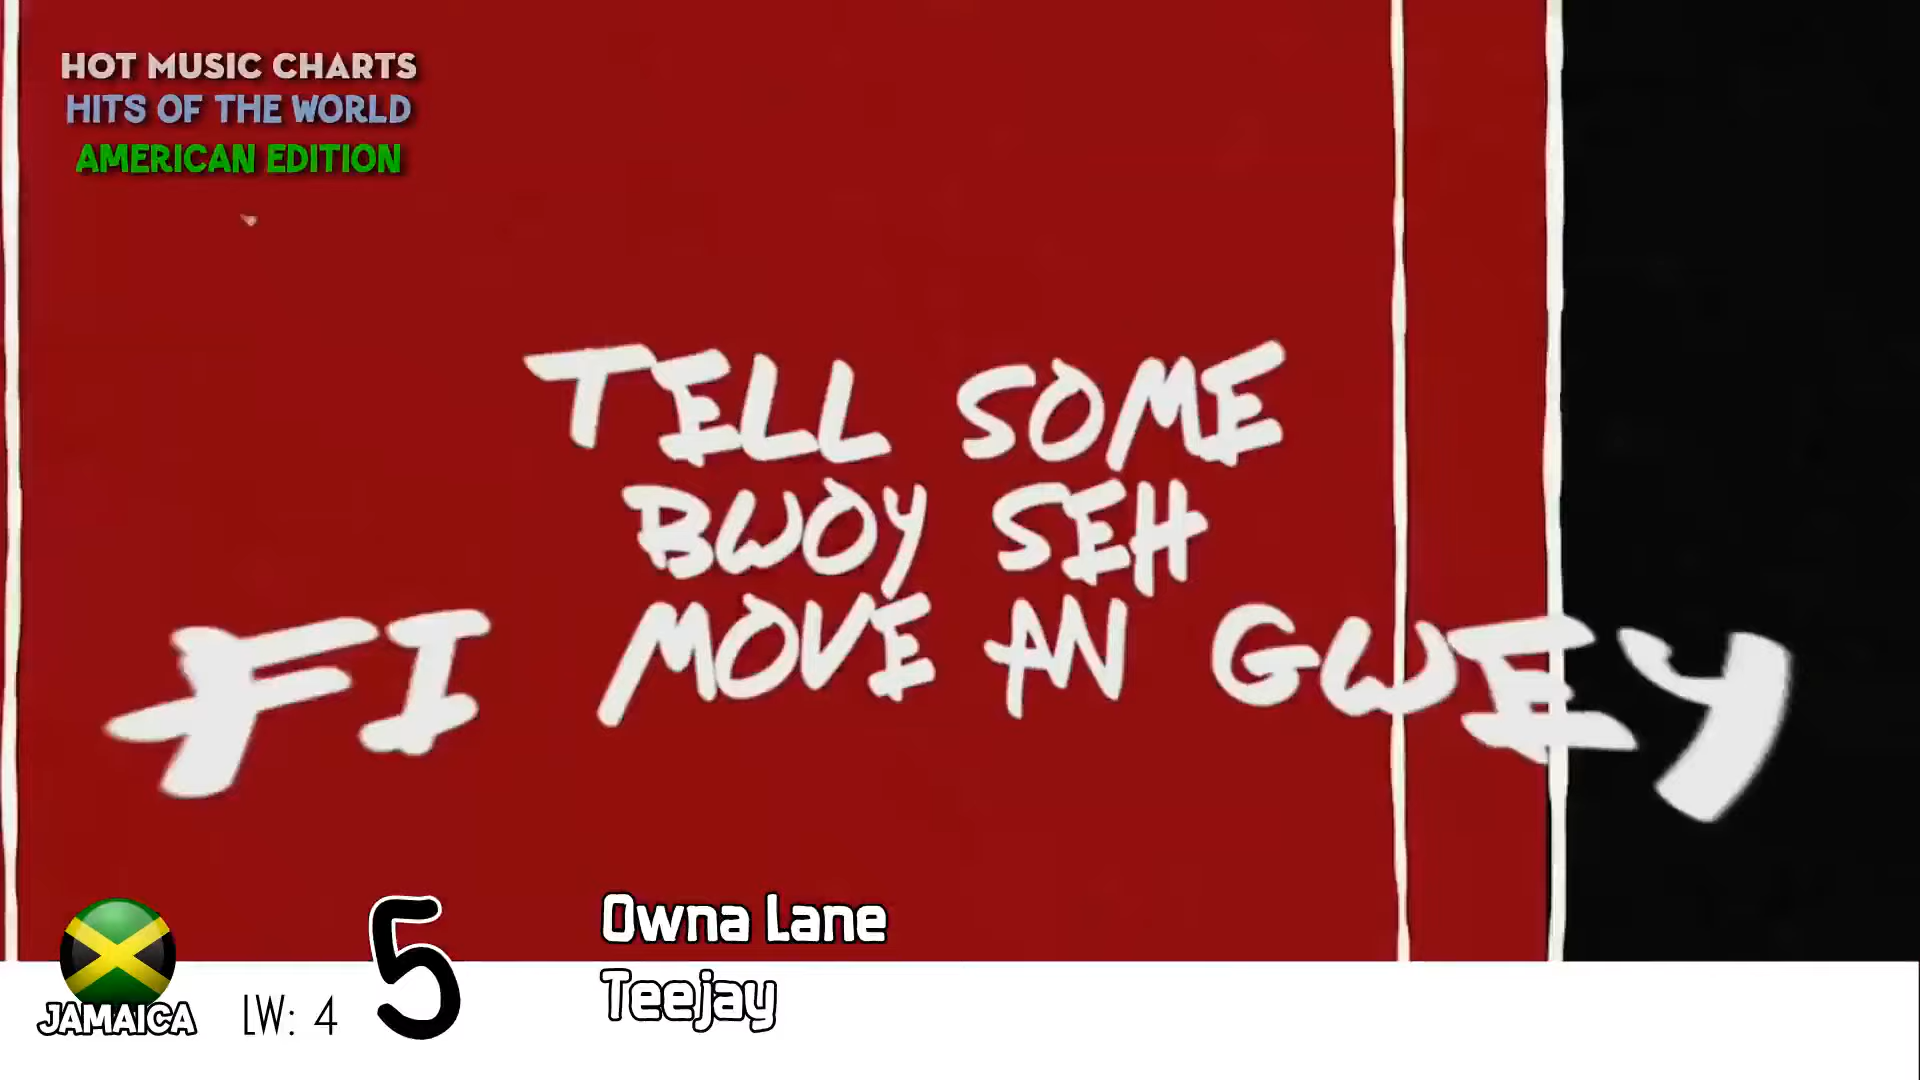 HOT MUSIC CHARTS
HITS OF THE WORLD
AMERICAN EDITION
TELL SOME
BWOY SEH
FI MOVE AN GWEY
JAMAICA
LW: 4
5
Owna Lane
Teejay